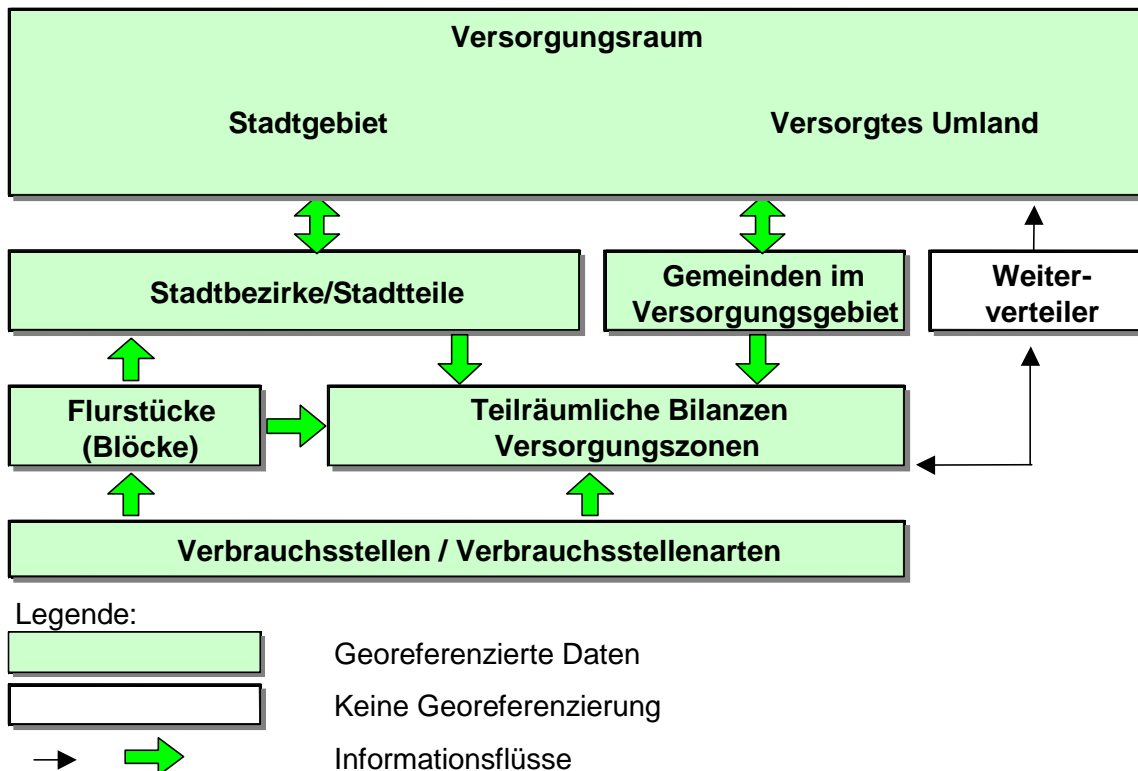 Versorgungsraum
Stadtgebiet
Versorgtes Umland
Stadtbezirke/Stadtteile
Gemeinden im
Versorgungsgebiet
Weiter-
verteiler
Flurstücke
(Blöcke)
Teilräumliche Bilanzen
Versorgungszonen
Verbrauchsstellen / Verbrauchsstellenarten
Legende:
Georeferenzierte Daten
Keine Georeferenzierung
Informationsflüsse